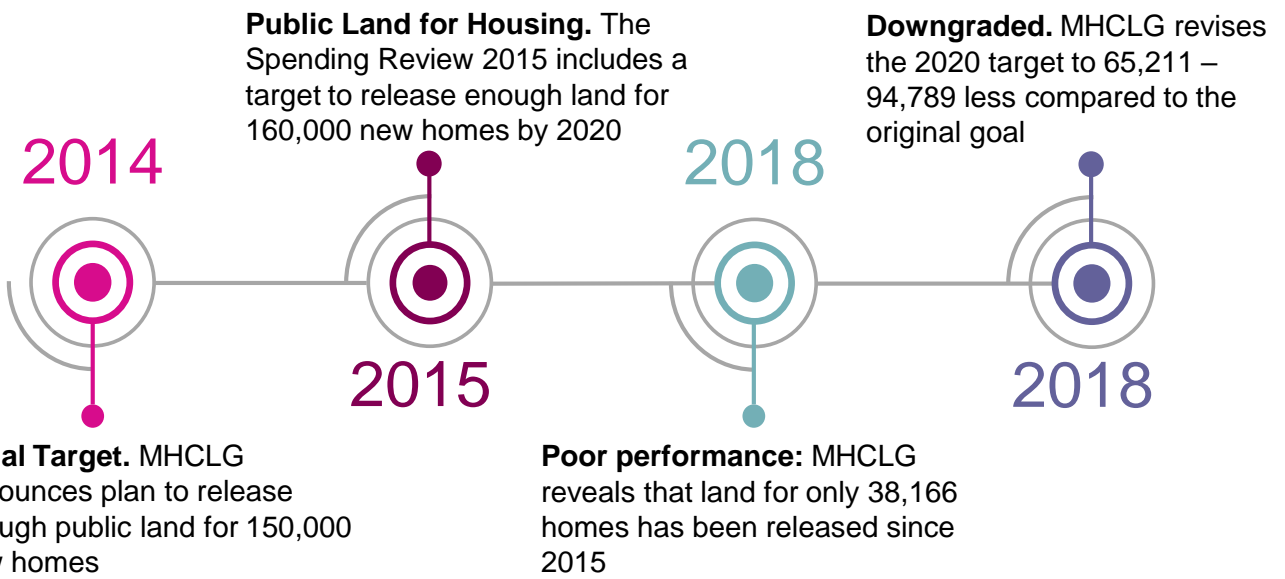 2014
al Target. MHCLG
ounces plan to release
ugh public land for 150,000
homes
Public Land for Housing. The
Spending Review 2015 includes a
target to release enough land for
160,000 new homes by 2020
2015
2018
Poor performance: MHCLG
reveals that land for only 38,166
homes has been released since
2015
Downgraded. MHCLG revises
the 2020 target to 65,211 –
94,789 less compared to the
original goal
2018